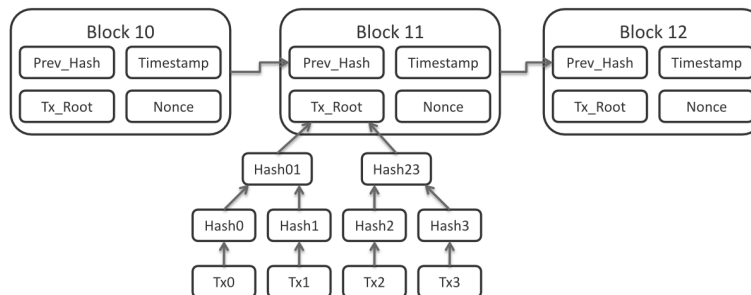 Block 10
Prev_Hash Timestamp
Tx_Root Nonce
Block 11
Prev_Hash Timestamp
Tx_Root Nonce
Block 12
Prev_Hash Timestamp
Tx_Root Nonce
Hash01 Hash23
Hash0 Hash1 Hash2 Hash3
Tx0 Tx1 Tx2 Tx3